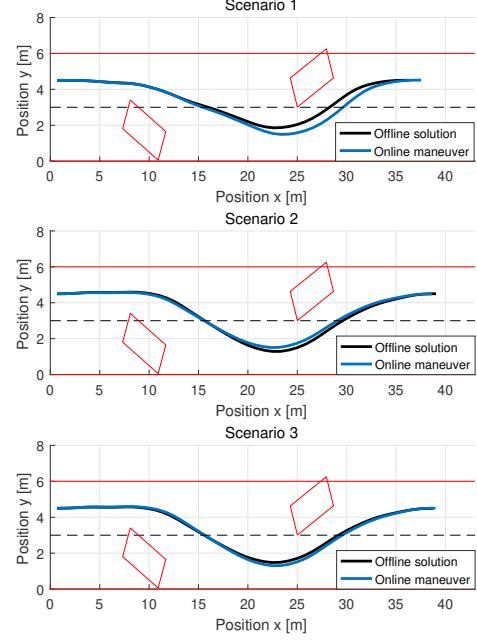 Scenario 1
8
6
4
2
0
Position y [m]
Offline solution
Online maneuver
0 5 10 15 20 25 30 35 40
Position x [m]
Scenario 2
8
6
4
2
0
Position y [m]
Offline solution
Online maneuver
0 5 10 15 20 25 30 35 40
Position x [m]
Scenario 3
8
6
4
2
0
Position y [m]
Offline solution
Online maneuver
0 5 10 15 20 25 30 35 40
Position x [m]